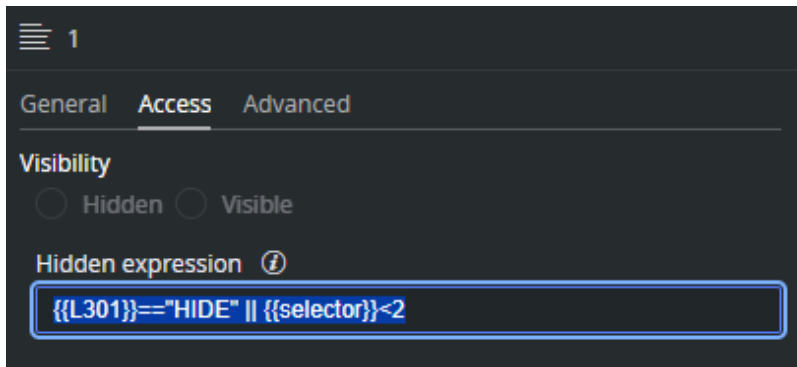 1
General Access Advanced
Visibility
Hidden Visible
Hidden expression i
{{L301}}=="HIDE" || {{selector}}<2